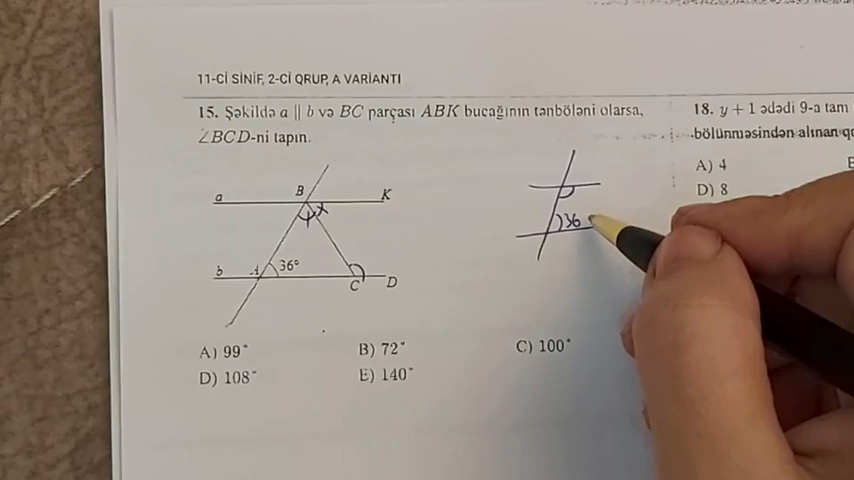 11-Cİ SİNİF, 2-Cİ QRUP, A VARİANTI
15. Şəkildə a || b və BC parçası ABK bucağının tənböləni olarsa,
∠BCD-ni tapın.
a B K
x
b A 36° C D
A) 99°
B) 72°
C) 100°
D) 108°
E) 140°
36
18. y + 1 ədədi 9-a tam
bölünməsindən alınan
A) 4
D) 8